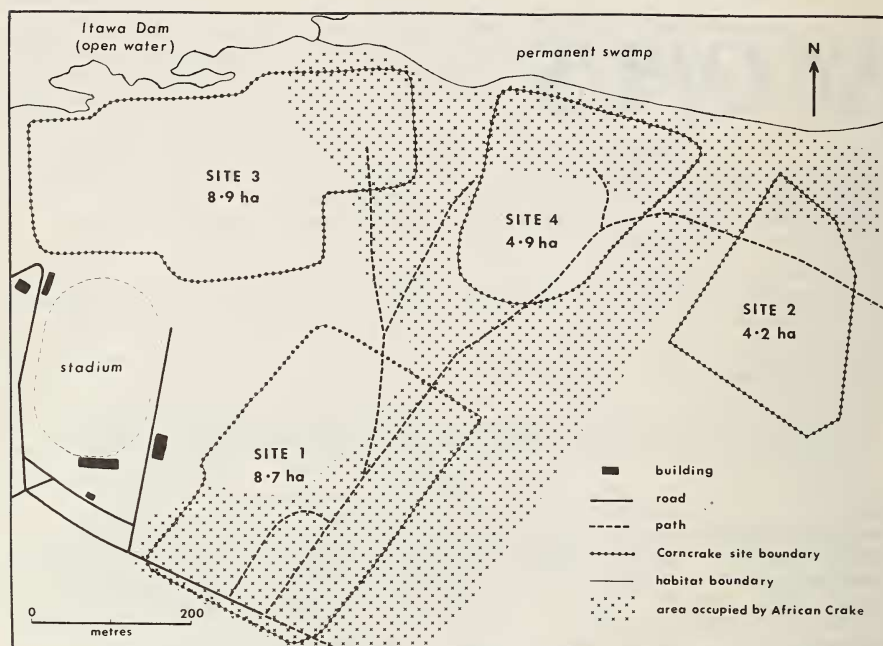 Itawa Dam
(open water)
permanent swamp
N
SITE 3
8·9 ha
SITE 4
4·9 ha
SITE 2
4·2 ha
stadium
SITE 1
8·7 ha
building
road
path
Corncrake site boundary
habitat boundary
area occupied by African Crake
0 200
metres